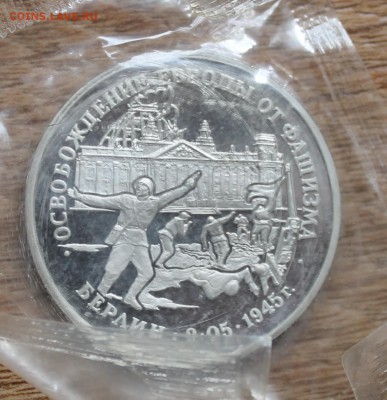 COINS.LAVE.RU
· ОСВОБОЖДЕНИЕ ЕВРОПЫ ОТ ФАШИЗМА ·
БЕРЛИН · 8·05·1945г.